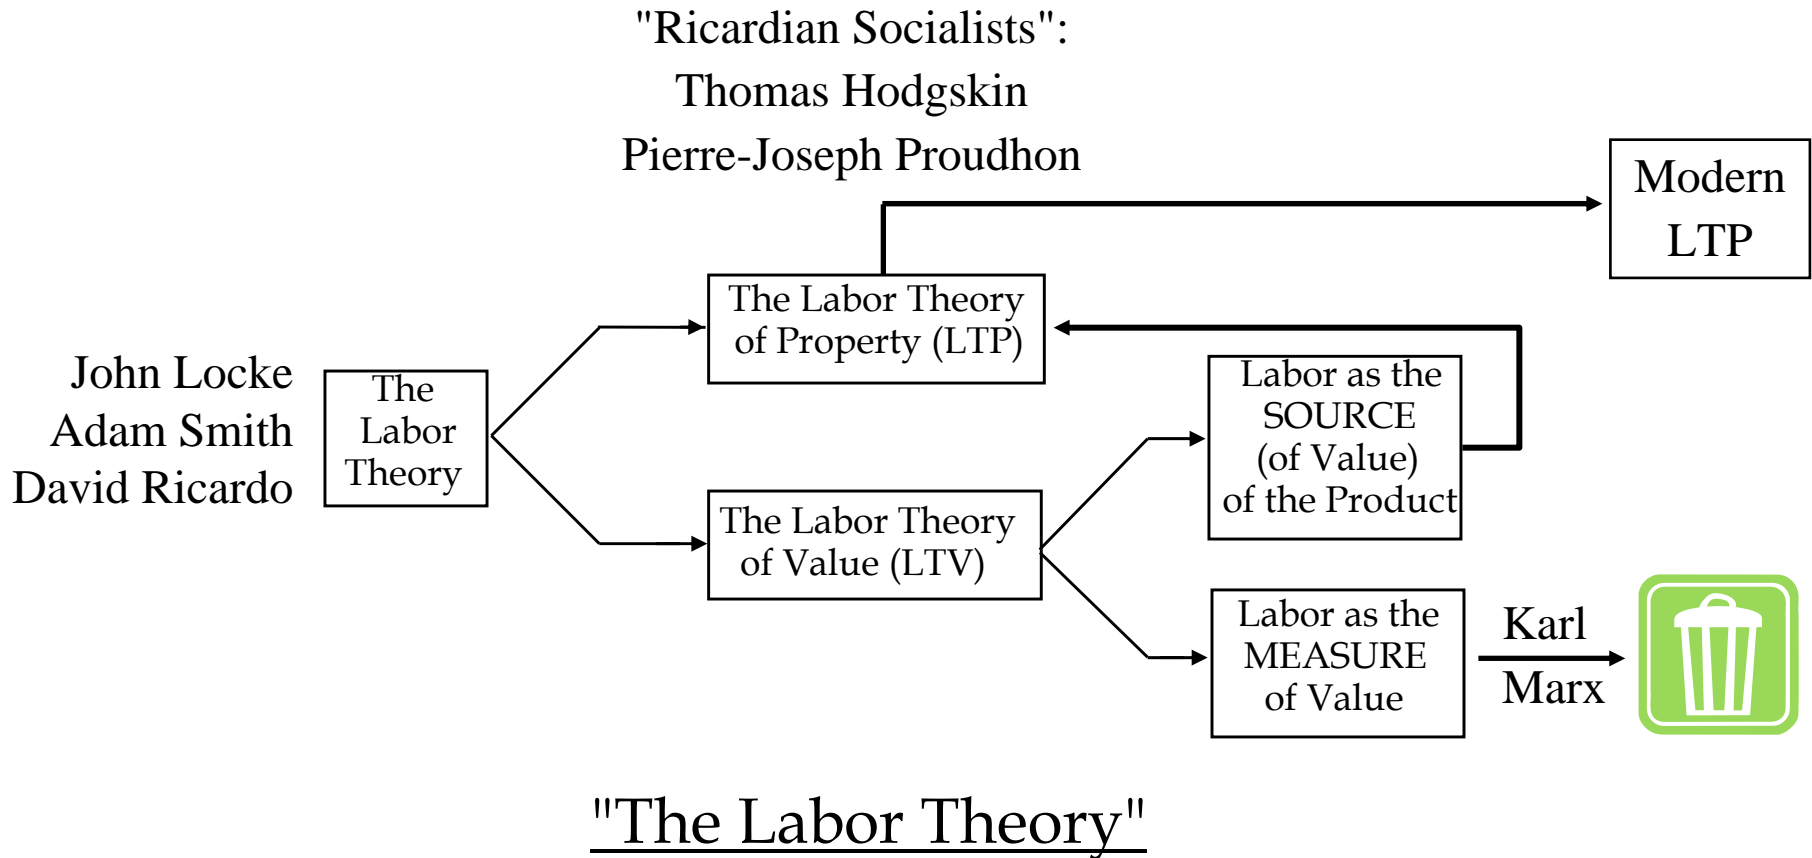 "Ricardian Socialists":
Thomas Hodgskin
Pierre-Joseph Proudhon
Modern
LTP
The Labor Theory
of Property (LTP)
John Locke
Adam Smith
David Ricardo
The
Labor
Theory
Labor as the
SOURCE
(of Value)
of the Product
The Labor Theory
of Value (LTV)
Labor as the
MEASURE
of Value
Karl
Marx
"The Labor Theory"